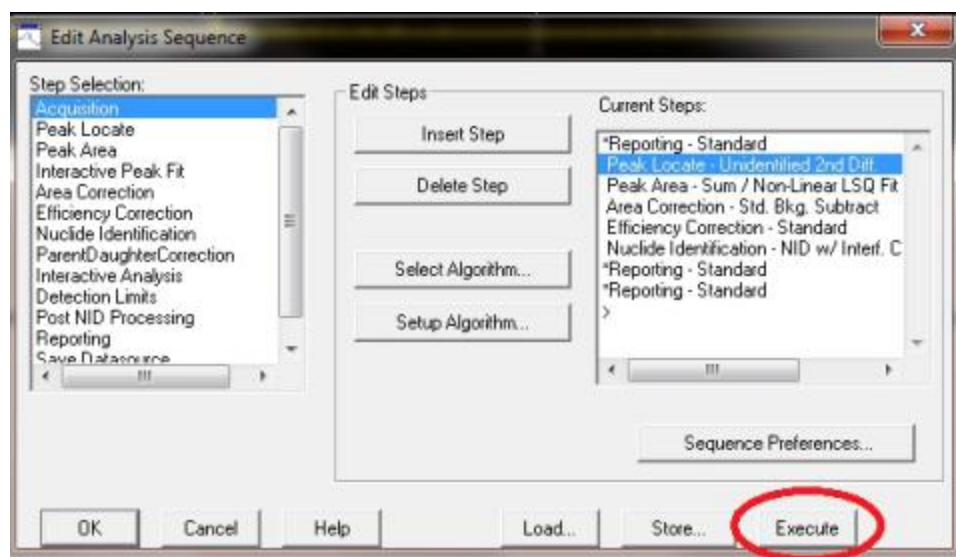 Edit Analysis Sequence
Step Selection:
Acquisition
Peak Locate
Peak Area
Interactive Peak Fit
Area Correction
Efficiency Correction
Nuclide Identification
ParentDaughterCorrection
Interactive Analysis
Detection Limits
Post NID Processing
Reporting
Save Datasource
Edit Steps
Insert Step
Delete Step
Select Algorithm...
Setup Algorithm...
Current Steps:
*Reporting - Standard
Peak Locate - Unidentified 2nd Diff.
Peak Area - Sum / Non-Linear LSQ Fit
Area Correction - Std. Bkg. Subtract
Efficiency Correction - Standard
Nuclide Identification - NID w/ Interf. C
*Reporting - Standard
*Reporting - Standard
>
Sequence Preferences...
OK
Cancel
Help
Load...
Store...
Execute